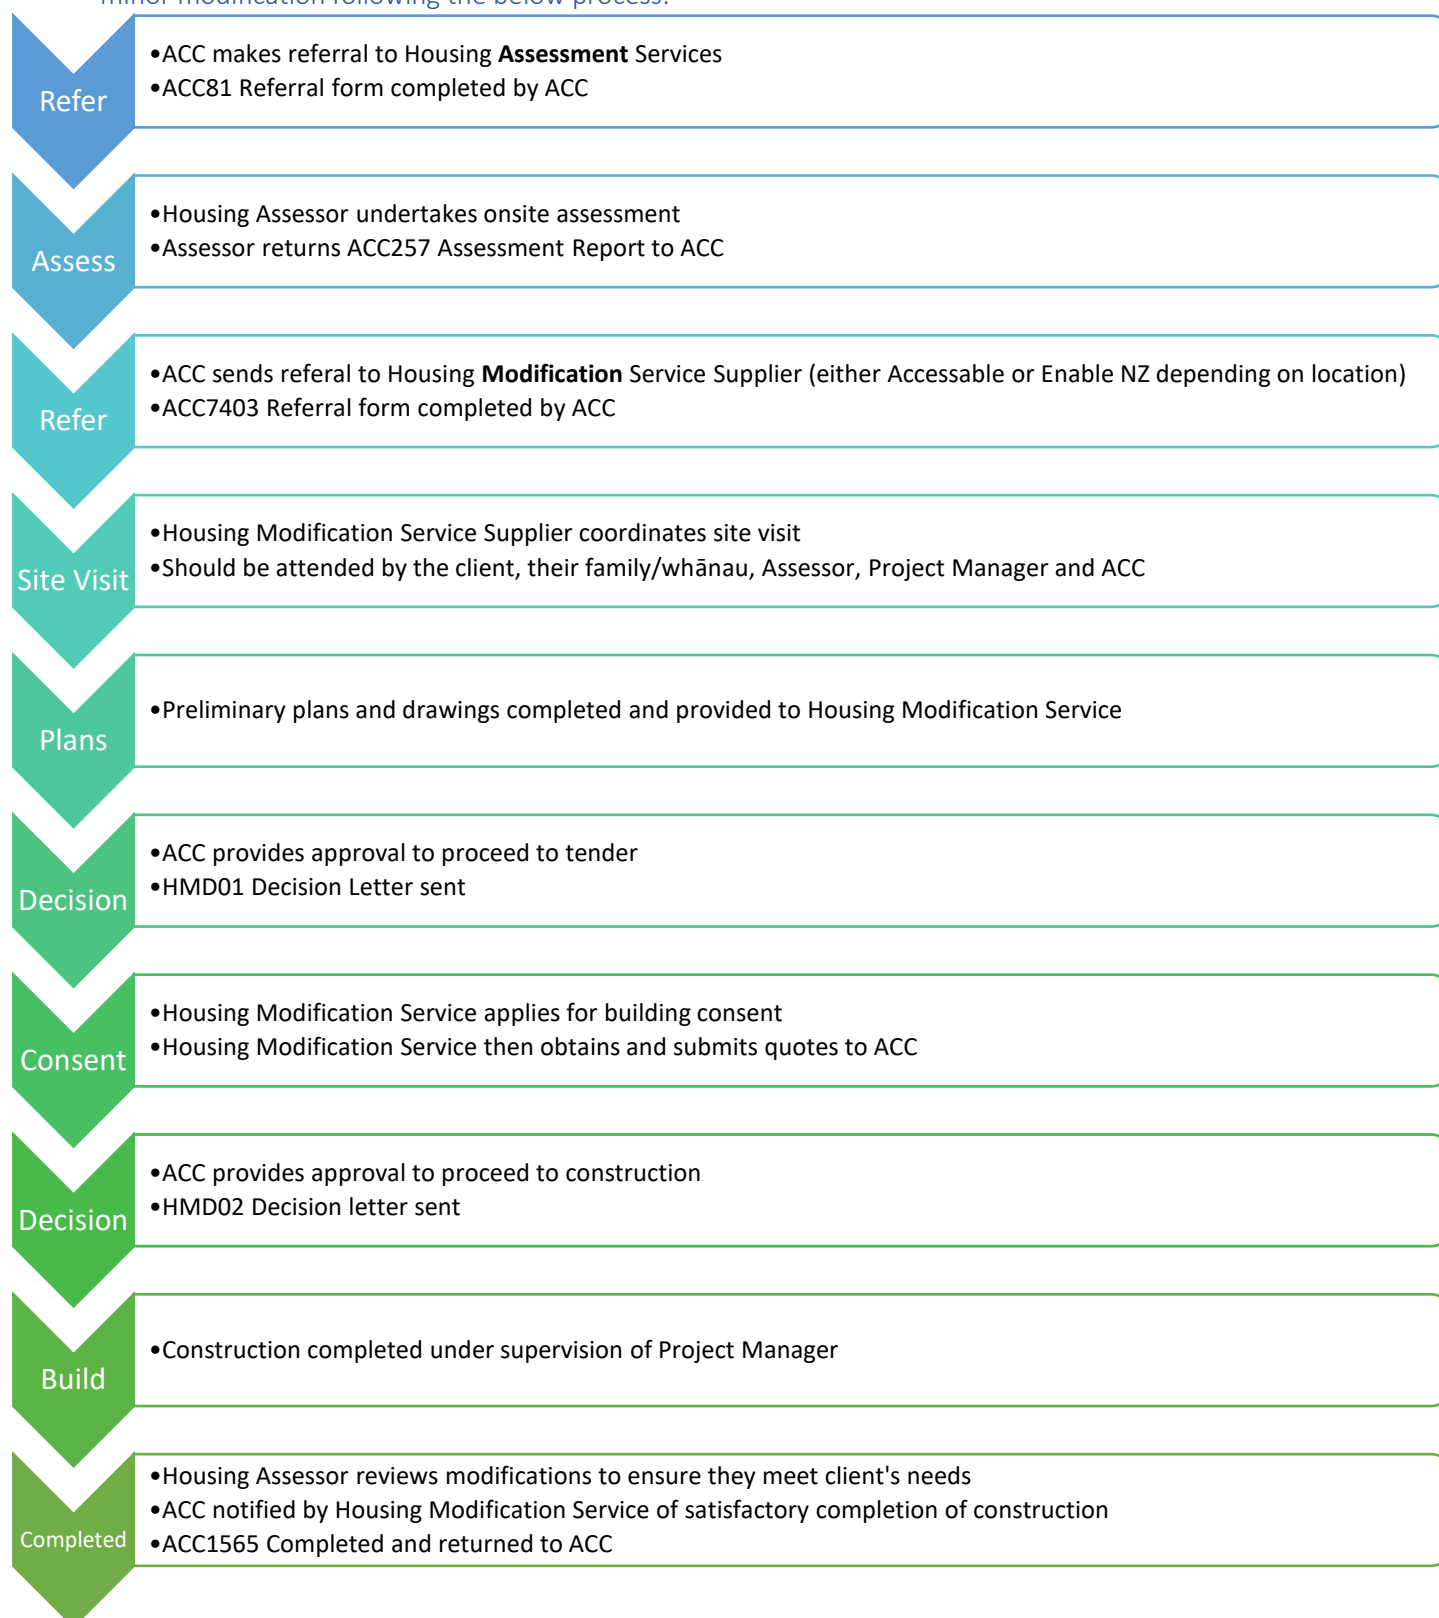 minor modification following the below process:
Refer
•ACC makes referral to Housing Assessment Services
•ACC81 Referral form completed by ACC
Assess
•Housing Assessor undertakes onsite assessment
•Assessor returns ACC257 Assessment Report to ACC
Refer
•ACC sends referal to Housing Modification Service Supplier (either Accessable or Enable NZ depending on location)
•ACC7403 Referral form completed by ACC
Site Visit
•Housing Modification Service Supplier coordinates site visit
•Should be attended by the client, their family/whānau, Assessor, Project Manager and ACC
Plans
•Preliminary plans and drawings completed and provided to Housing Modification Service
Decision
•ACC provides approval to proceed to tender
•HMD01 Decision Letter sent
Consent
•Housing Modification Service applies for building consent
•Housing Modification Service then obtains and submits quotes to ACC
Decision
•ACC provides approval to proceed to construction
•HMD02 Decision letter sent
Build
•Construction completed under supervision of Project Manager
Completed
•Housing Assessor reviews modifications to ensure they meet client's needs
•ACC notified by Housing Modification Service of satisfactory completion of construction
•ACC1565 Completed and returned to ACC